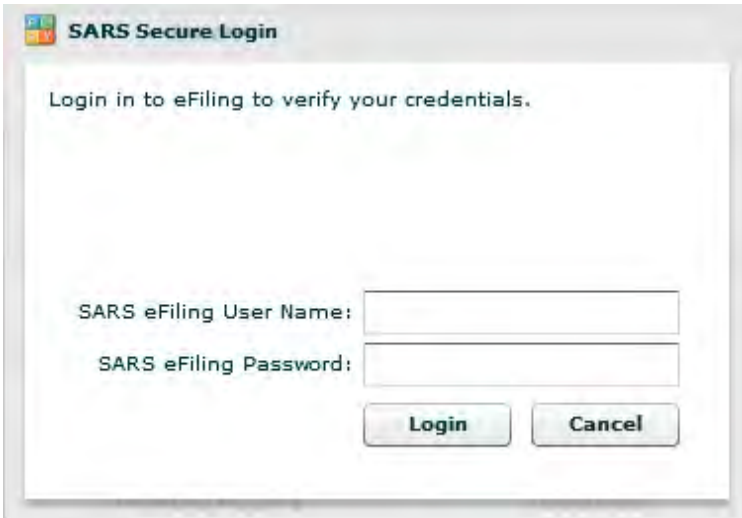 SARS Secure Login
Login in to eFiling to verify your credentials.
SARS eFiling User Name:
SARS eFiling Password:
Login Cancel